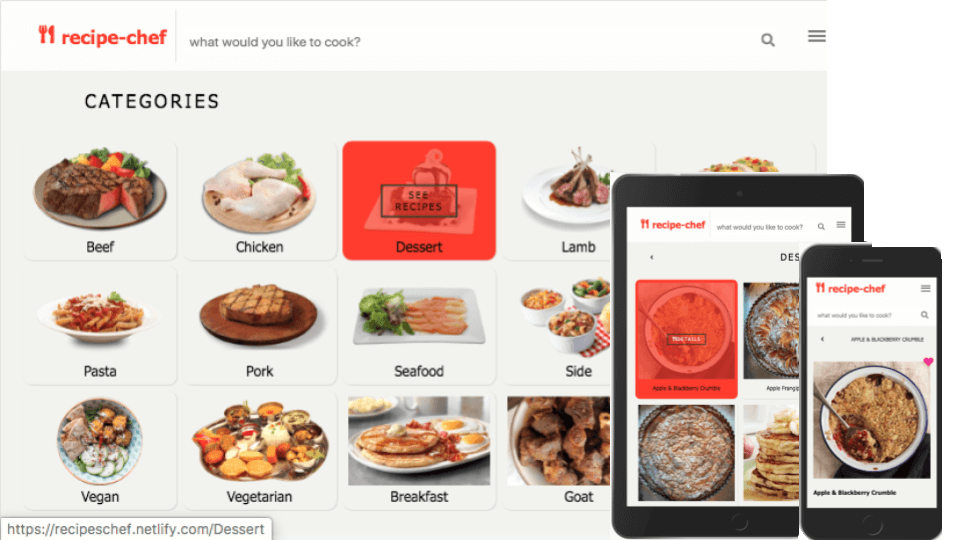 recipe-chef
what would you like to cook?
CATEGORIES
SEE
RECIPES
Beef
Chicken
Dessert
Lamb
Pasta
Pork
Seafood
Side
Vegan
Vegetarian
Breakfast
Goat
https://recipeschef.netlify.com/Dessert
recipe-chef
what would you like to cook?
DES
Apple & Blackberry Crumble
Apple Frangip
recipe-chef
what would you like to cook?
APPLE & BLACKBERRY CRUMBLE
Apple & Blackberry Crumble